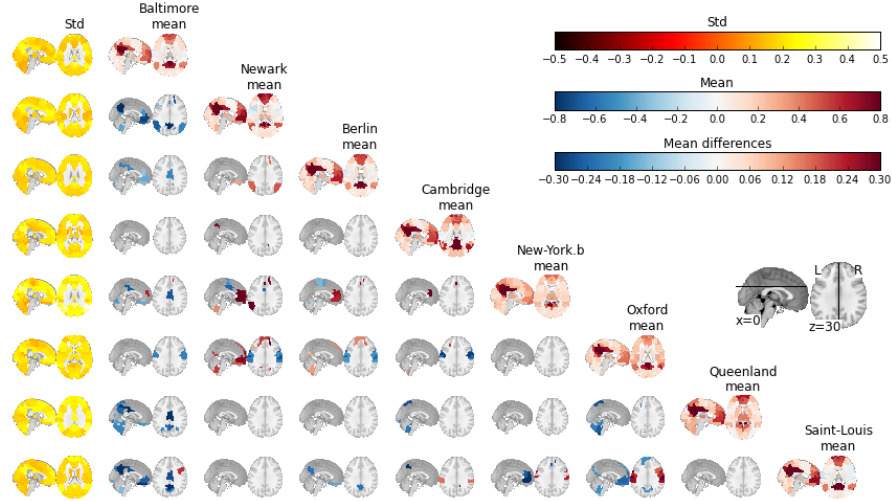 Std
Baltimore
mean
Newark
mean
Berlin
mean
Cambridge
mean
New-York.b
mean
Oxford
mean
Queenland
mean
Saint-Louis
mean
Std
−0.5 −0.4 −0.3 −0.2 −0.1 0.0 0.1 0.2 0.3 0.4 0.5
Mean
−0.8 −0.6 −0.4 −0.2 0.0 0.2 0.4 0.6 0.8
Mean differences
−0.30 −0.24 −0.18 −0.12 −0.06 0.00 0.06 0.12 0.18 0.24 0.30
L R
x=0
z=30